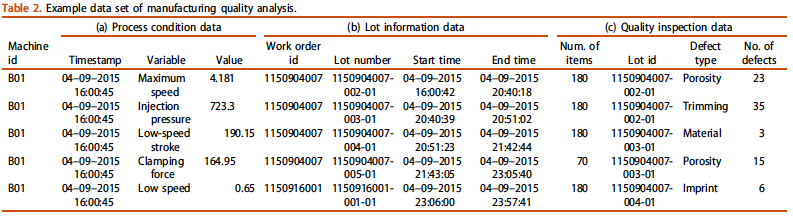 Table 2. Example data set of manufacturing quality analysis.
(a) Process condition data (b) Lot information data (c) Quality inspection data
Machine Work order Num. of Defect No. of
id Timestamp Variable Value id Lot number Start time End time items Lot id type defects
B01 04–09–2015 Maximum 4.181 1150904007 1150904007- 04–09–2015 04–09–2015 180 1150904007- Porosity 23
16:00:45 speed 002-01 16:00:42 20:40:18 002-01
B01 04–09–2015 Injection 723.3 1150904007 1150904007- 04–09–2015 04–09–2015 180 1150904007- Trimming 35
16:00:45 pressure 003-01 20:40:39 20:51:02 002-01
B01 04–09–2015 Low-speed 190.15 1150904007 1150904007- 04–09–2015 04–09–2015 180 1150904007- Material 3
16:00:45 stroke 004-01 20:51:23 21:42:44 003-01
B01 04–09–2015 Clamping 164.95 1150904007 1150904007- 04–09–2015 04–09–2015 70 1150904007- Porosity 15
16:00:45 force 005-01 21:43:05 23:05:40 003-01
B01 04–09–2015 Low speed 0.65 1150916001 1150916001- 04–09–2015 04–09–2015 180 1150904007- Imprint 6
16:00:45 001-01 23:06:00 23:57:41 004-01